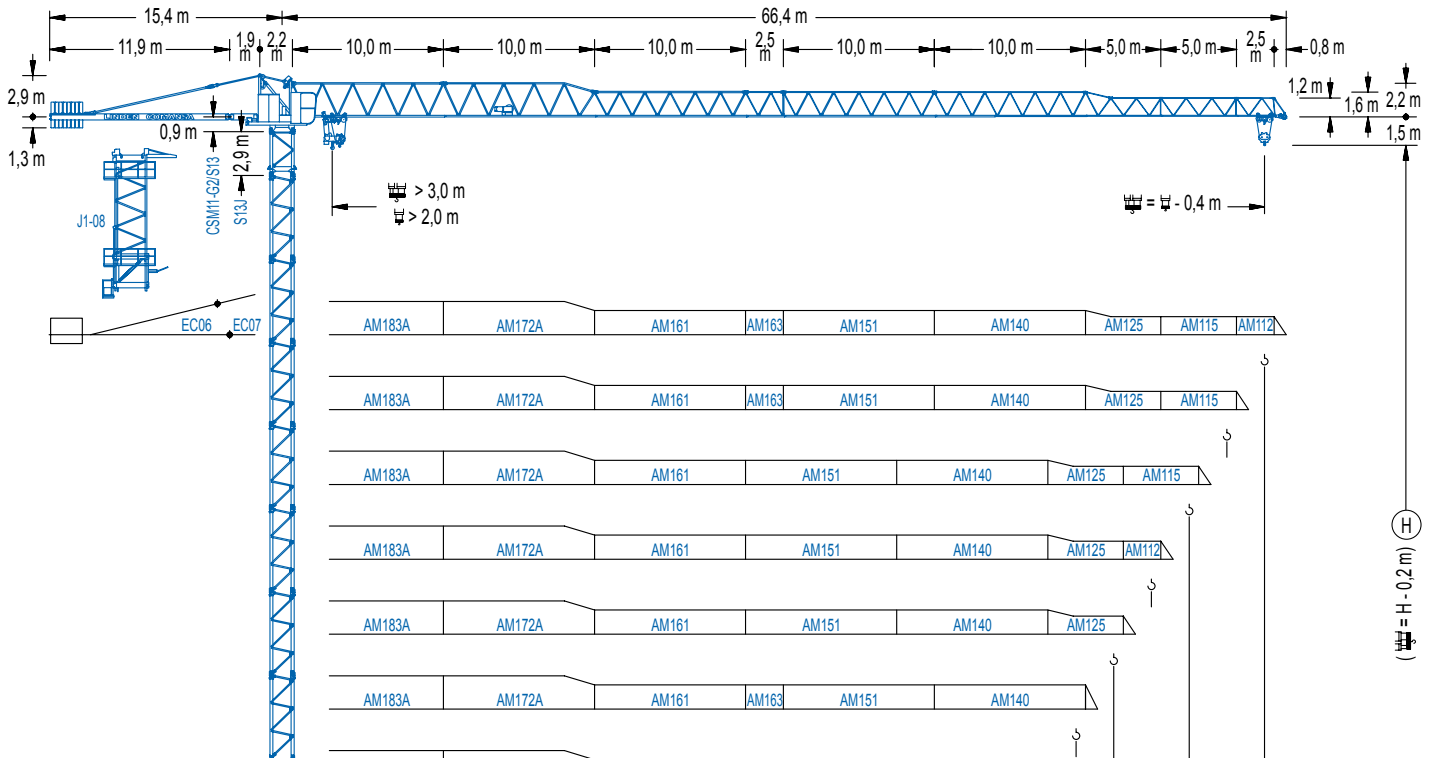 15,4 m 66,4 m
11,9 m 1,9 m 2,2 m 10,0 m 10,0 m 10,0 m 2,5 m 10,0 m 10,0 m 5,0 m 5,0 m 2,5 m 0,8 m
2,9 m
1,3 m
LINDEN COMANSA
0,9 m
2,9 m
1,2 m
1,6 m
2,2 m
1,5 m
J1-08
CSM11-G2/S13
S13J
> 3,0 m
> 2,0 m
= - 0,4 m
EC06 EC07
AM183A AM172A AM161 AM163 AM151 AM140 AM125 AM115 AM112
AM183A AM172A AM161 AM163 AM151 AM140 AM125 AM115
AM183A AM172A AM161 AM151 AM140 AM125 AM115
AM183A AM172A AM161 AM151 AM140 AM125 AM112
AM183A AM172A AM161 AM151 AM140 AM125
AM183A AM172A AM161 AM163 AM151 AM140
H
( = H - 0,2 m)